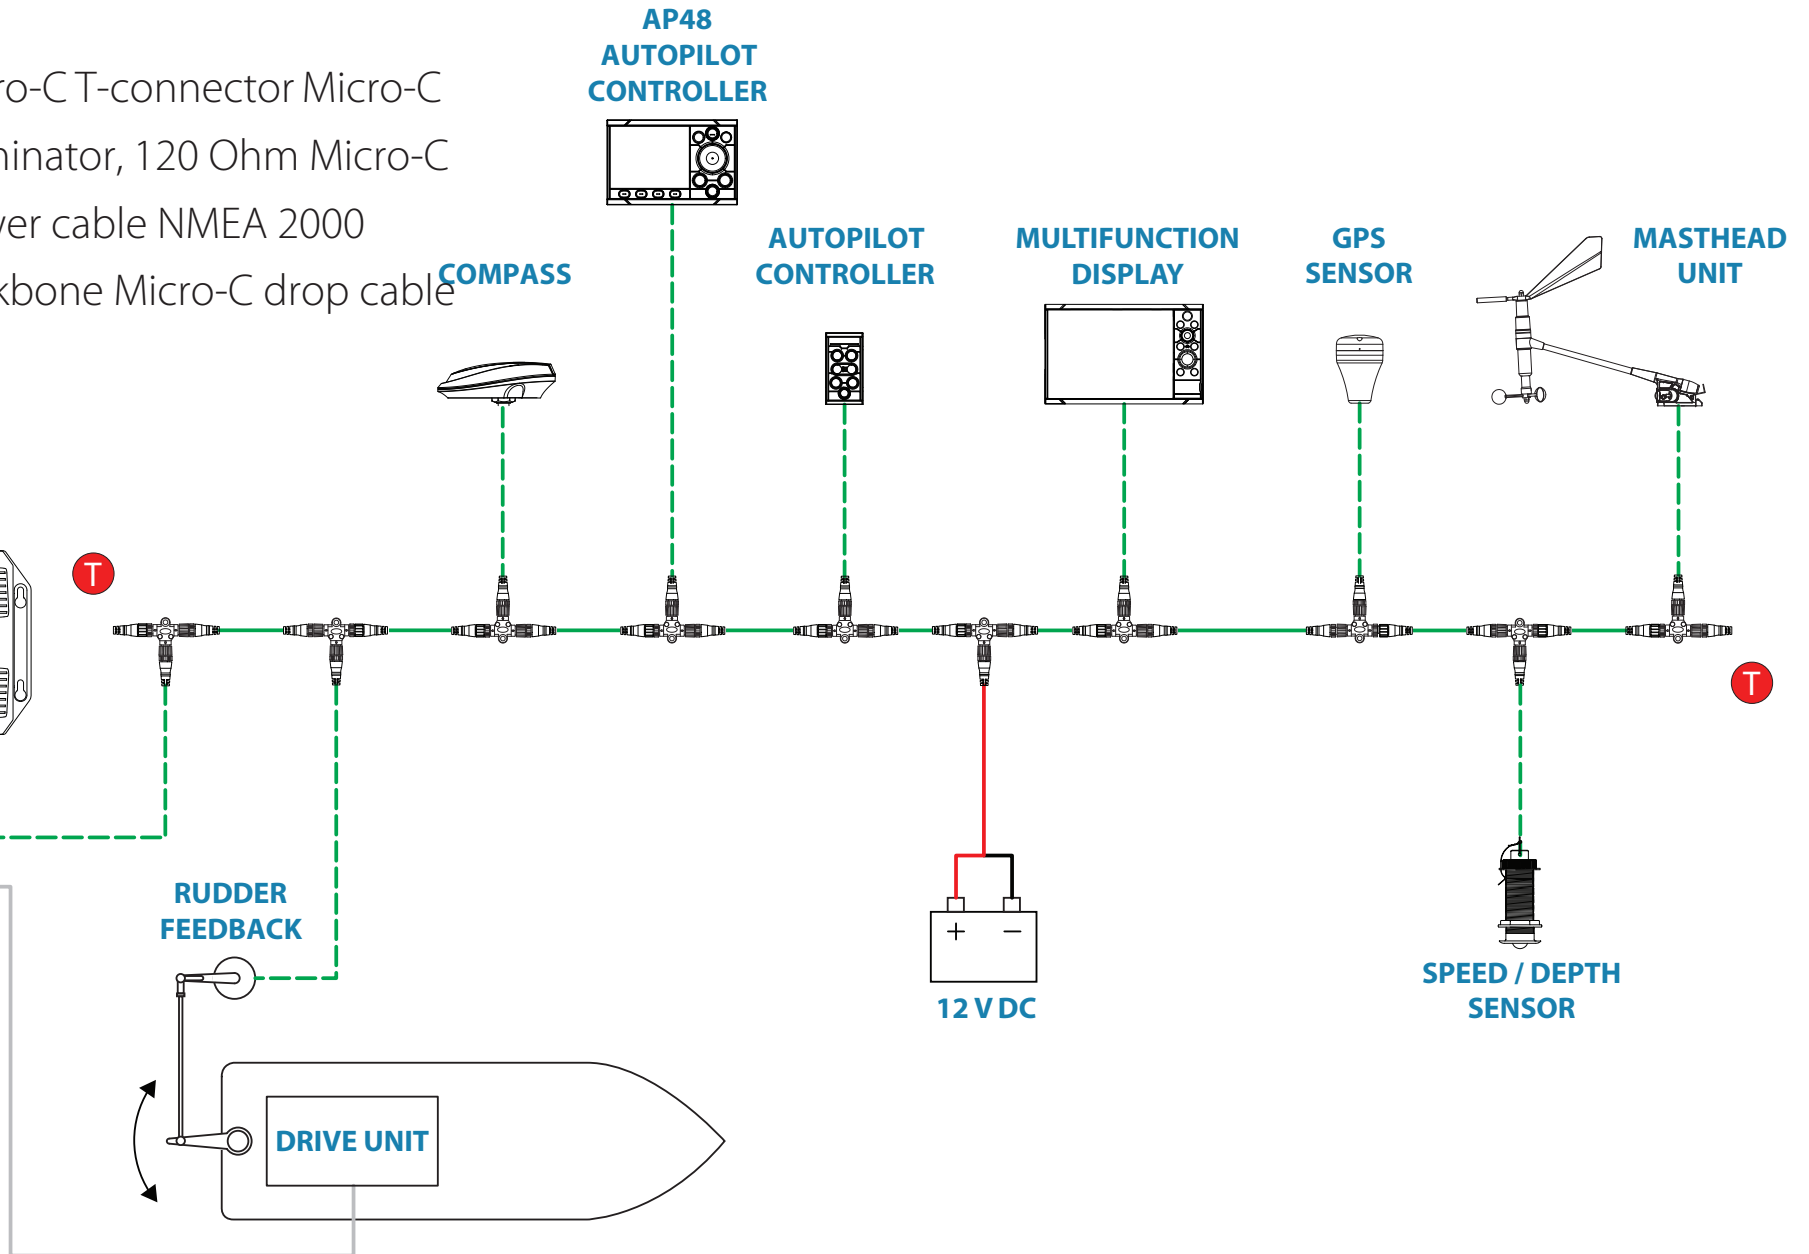 AP48
AUTOPILOT
CONTROLLER
ro-C T-connector Micro-C
minator, 120 Ohm Micro-C
ver cable NMEA 2000
kbone Micro-C drop cable
COMPASS
AUTOPILOT
CONTROLLER
MULTIFUNCTION
DISPLAY
GPS
SENSOR
MASTHEAD
UNIT
T
T
RUDDER
FEEDBACK
+ −
12 V DC
SPEED / DEPTH
SENSOR
DRIVE UNIT